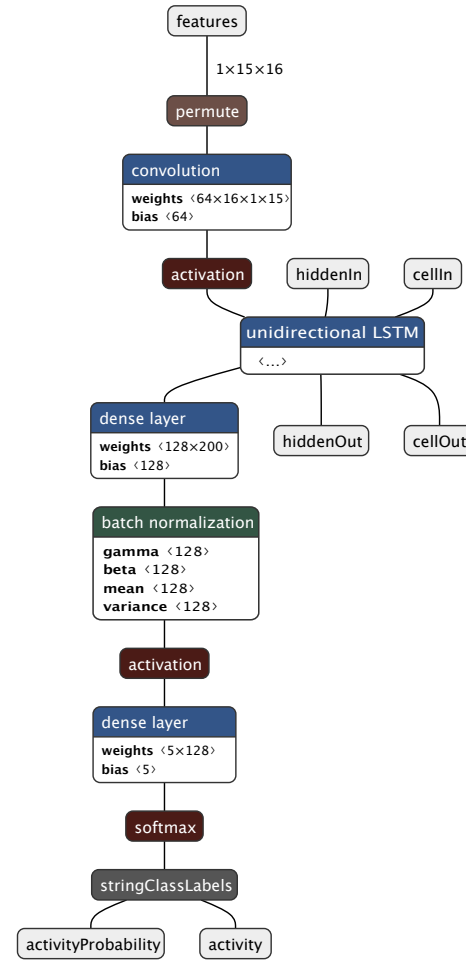 features
1×15×16
permute
convolution
weights ⟨64×16×1×15⟩
bias ⟨64⟩
activation
hiddenIn
cellIn
unidirectional LSTM
⟨…⟩
dense layer
weights ⟨128×200⟩
bias ⟨128⟩
hiddenOut
cellOut
batch normalization
gamma ⟨128⟩
beta ⟨128⟩
mean ⟨128⟩
variance ⟨128⟩
activation
dense layer
weights ⟨5×128⟩
bias ⟨5⟩
softmax
stringClassLabels
activityProbability
activity